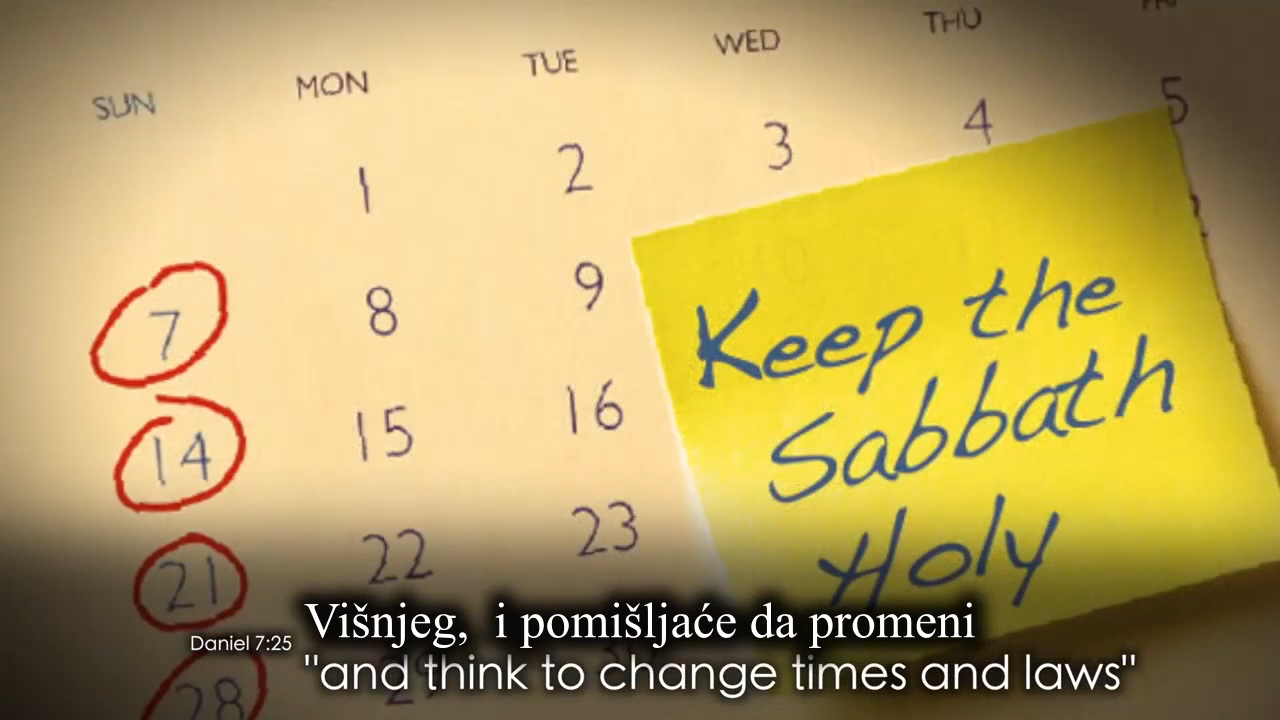 SUN MON TUE WED THU
1 2 3 4 5
7 8 9
14 15 16
21 22 23
28 29
Keep the
Sabbath
Holy
Višnjeg, i pomišljaće da promeni
Daniel 7:25
"and think to change times and laws"